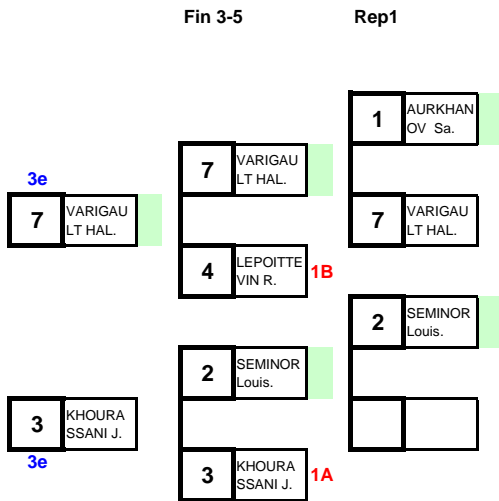 Fin 3-5 Rep1
1 AURKHAN
OV Sa.
7 VARIGAU
LT HAL.
3e
7 VARIGAU
LT HAL.
7 VARIGAU
LT HAL.
4 LEPOITTE
VIN R. 1B
2 SEMINOR
Louis.
2 SEMINOR
Louis.
3 KHOURA
SSANI J.
3e
3 KHOURA
SSANI J. 1A